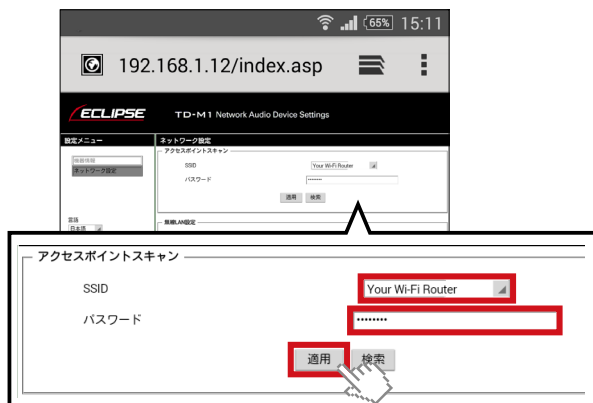 65% 15:11
192.168.1.12/index.asp
ECLIPSE TD-M1 Network Audio Device Settings
設定メニュー
機器情報
ネットワーク設定
言語
日本語
ネットワーク設定
アクセスポイントスキャン
SSID Your Wi-Fi Router
パスワード ••••••••
適用 検索
無線LAN設定
アクセスポイントスキャン
SSID Your Wi-Fi Router
パスワード ••••••••
適用 検索